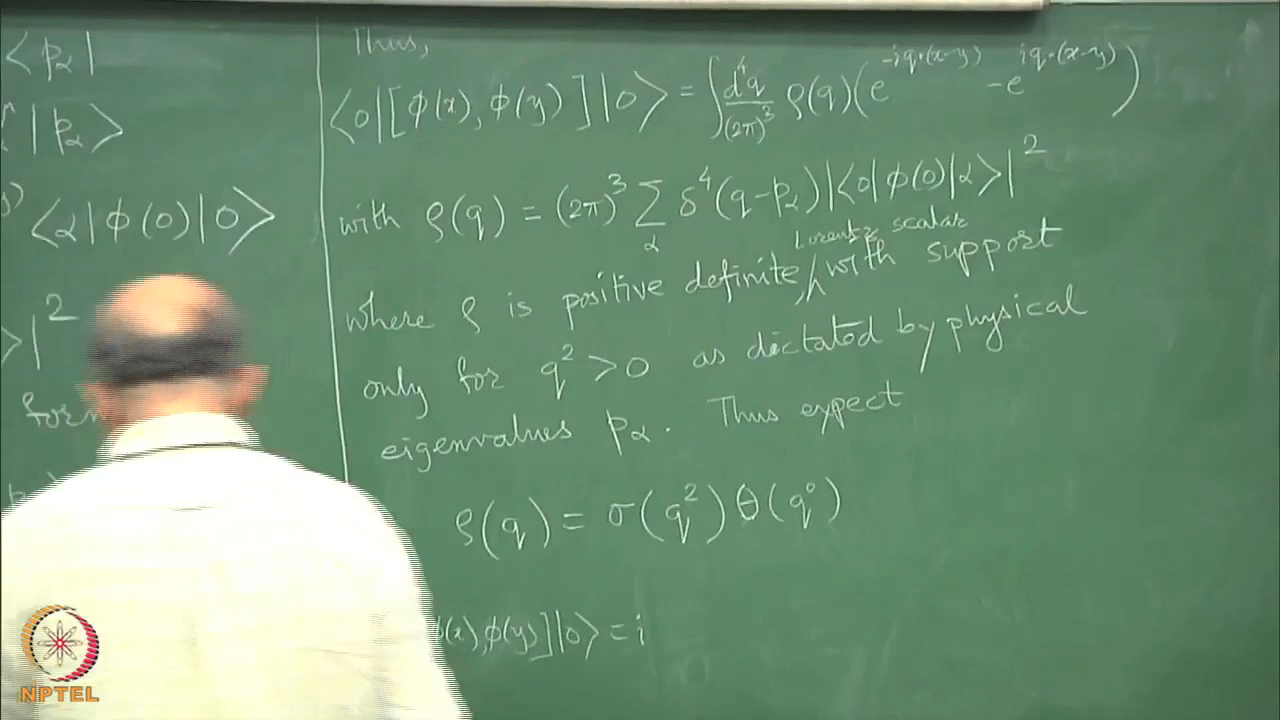 ⟨p_α|
|p_α⟩
⟨α|φ(0)|0⟩
⟩|²
Thus,
⟨0|[φ(x), φ(y)]|0⟩ = ∫ d⁴q/(2π)³ ρ(q)(e^{-iq·(x-y)} - e^{iq·(x-y)})
with ρ(q) = (2π)³ Σ_α δ⁴(q-p_α)|⟨0|φ(0)|α⟩|²
Lorentz scalar
where ρ is positive definite ‸ with support
only for q² > 0 as dictated by physical
eigenvalues p_α. Thus expect
ρ(q) = σ(q²)θ(q⁰)
(x), φ(y)]|0⟩ = i
NPTEL